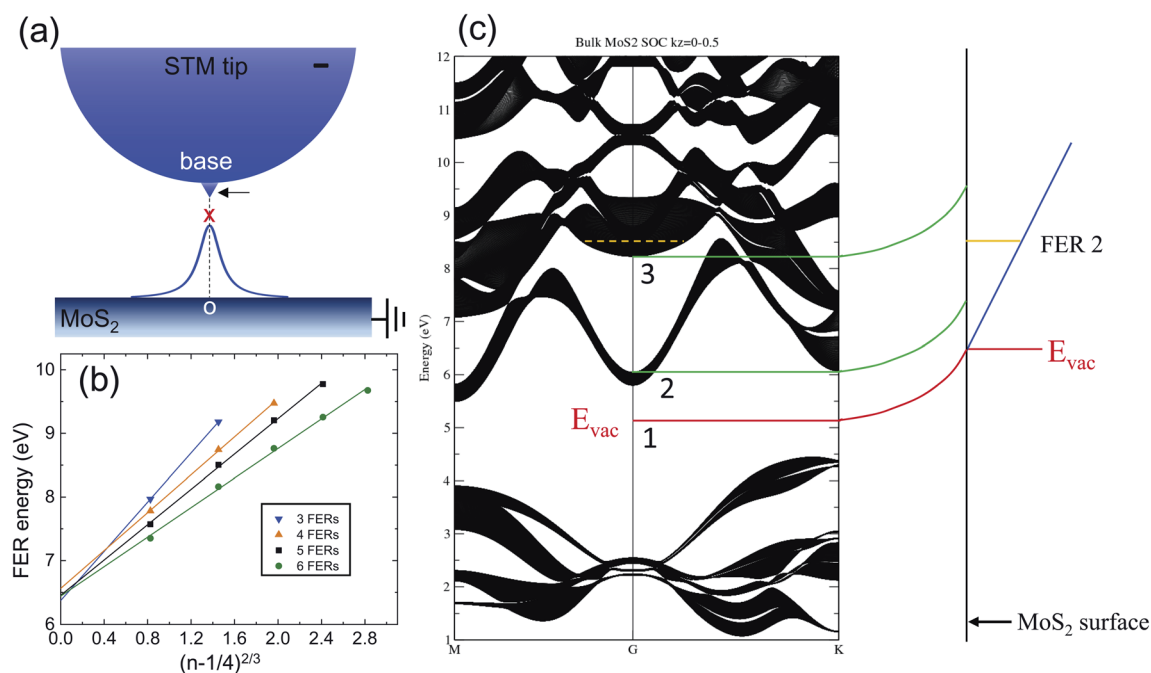 (a)
STM tip
-
base
X
O
MoS2
(b)
10
9
8
7
6
FER energy (eV)
3 FERs
4 FERs
5 FERs
6 FERs
0.0 0.4 0.8 1.2 1.6 2.0 2.4 2.8
(n-1/4)2/3
(c)
Bulk MoS2 SOC kz=0-0.5
12
11
10
9
8
7
6
5
4
3
2
1
Energy (eV)
3
2
Evac
1
M G K
FER 2
Evac
MoS2 surface